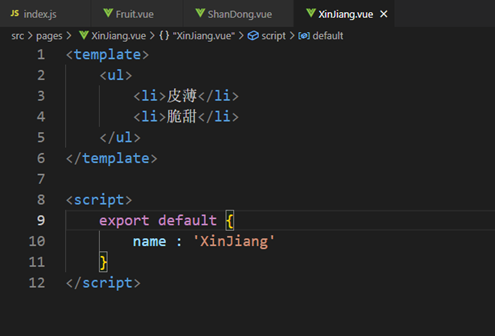 JS index.js Fruit.vue ShanDong.vue XinJiang.vue ×
src > pages > XinJiang.vue > {} "XinJiang.vue" > script > default
1 <template>
2     <ul>
3         <li>皮薄</li>
4         <li>脆甜</li>
5     </ul>
6 </template>
7
8 <script>
9     export default {
10         name : 'XinJiang'
11     }
12 </script>